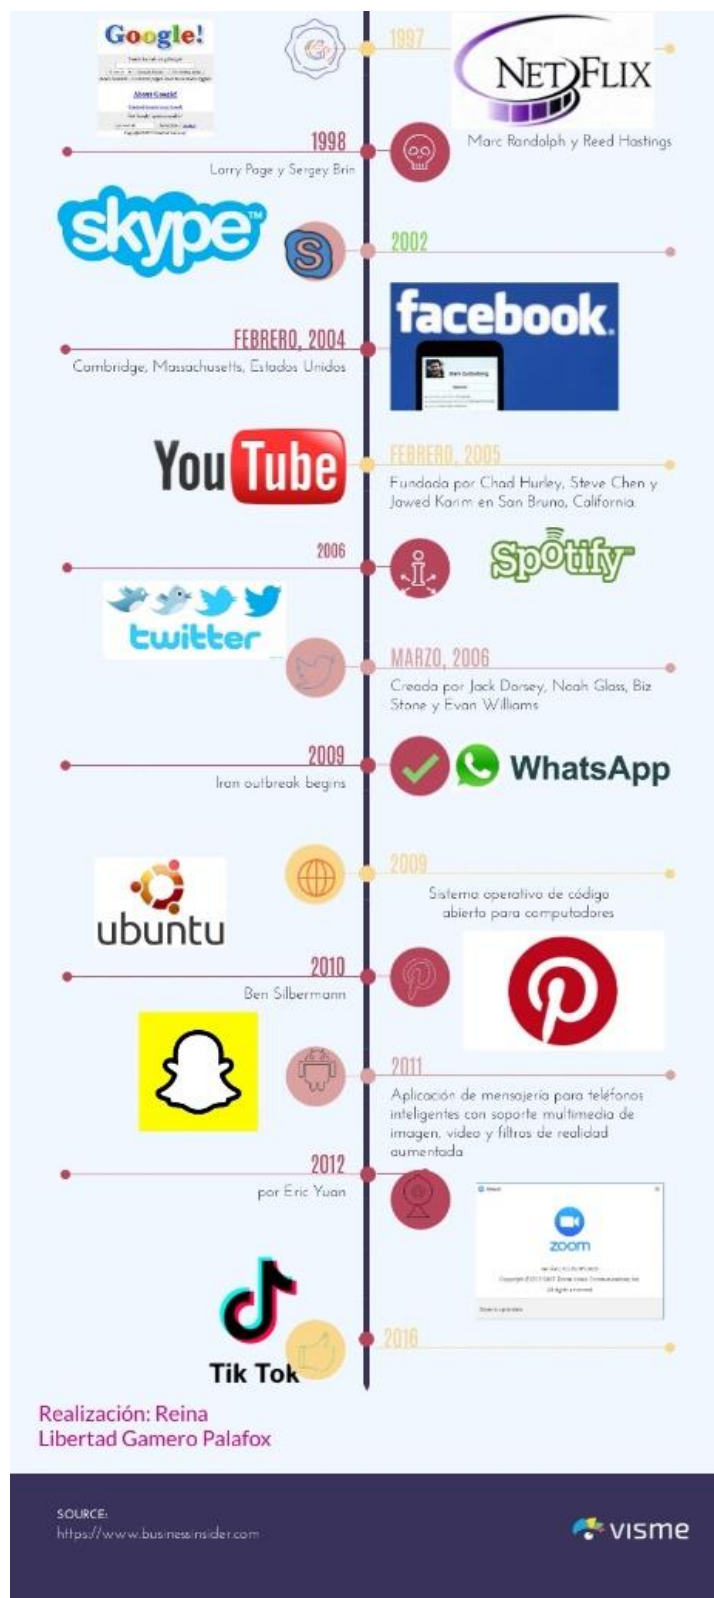 Google!
About Google!
1997
NETFLIX
1998
Marc Randolph y Reed Hastings
Larry Page y Sergey Brin
skype™
S
2002
facebook.
FEBRERO, 2004
Cambridge, Massachusetts, Estados Unidos
YouTube
FEBRERO, 2005
Fundada por Chad Hurley, Steve Chen y
Jawed Karim en San Bruno, California.
2006
Spotify
twitter
MARZO, 2006
Creada por Jack Dorsey, Noah Glass, Biz
Stone y Evan Williams
2009
WhatsApp
Iran outbreak begins
2009
ubuntu
Sistema operativo de código
abierto para computadores
2010
Ben Silbermann
2011
Aplicación de mensajería para teléfonos
inteligentes con soporte multimedia de
imagen, video y filtros de realidad
aumentada
2012
por Eric Yuan
zoom
2016
Tik Tok
Realización: Reina
Libertad Gamero Palafox
SOURCE:
https://www.businessinsider.com
visme